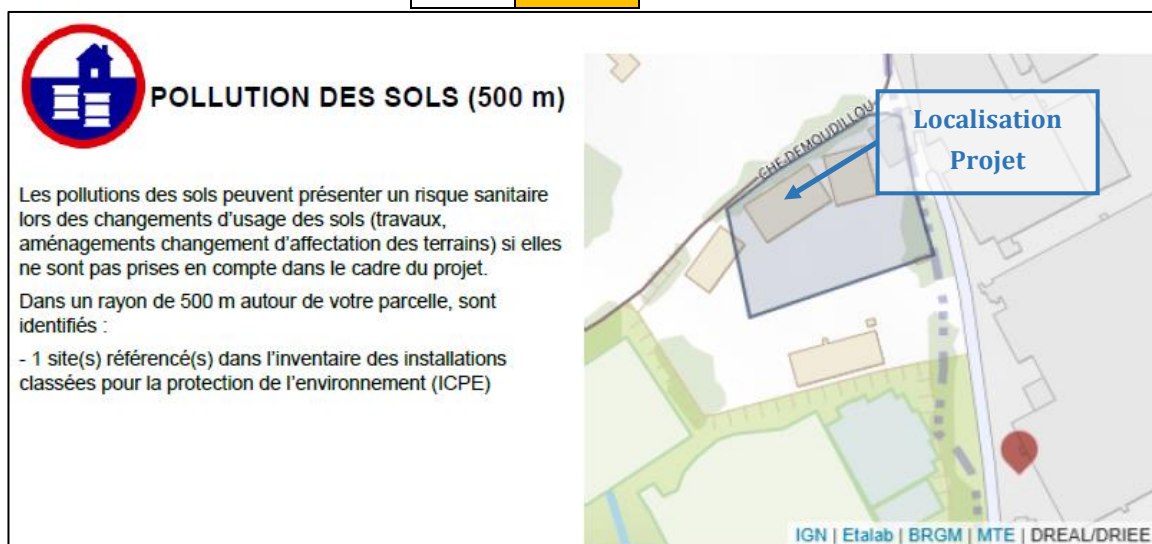 POLLUTION DES SOLS (500 m)
Les pollutions des sols peuvent présenter un risque sanitaire
lors des changements d'usage des sols (travaux,
aménagements changement d'affectation des terrains) si elles
ne sont pas prises en compte dans le cadre du projet.
Dans un rayon de 500 m autour de votre parcelle, sont
identifiés :
- 1 site(s) référencé(s) dans l'inventaire des installations
classées pour la protection de l'environnement (ICPE)
CHE DEMOUDILLOU
Localisation
Projet
IGN | Etalab | BRGM | MTE | DREAL/DRIEE